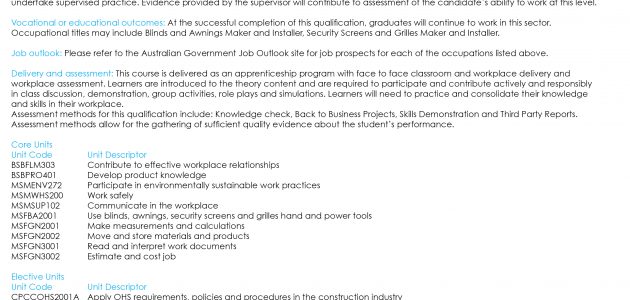 undertake supervised practice. Evidence provided by the supervisor will contribute to assessment of the candidate's ability to work at this level.
Vocational or educational outcomes: At the successful completion of this qualification, graduates will continue to work in this sector.
Occupational titles may include Blinds and Awnings Maker and Installer, Security Screens and Grilles Maker and Installer.
Job outlook: Please refer to the Australian Government Job Outlook site for job prospects for each of the occupations listed above.
Delivery and assessment: This course is delivered as an apprenticeship program with face to face classroom and workplace delivery and
workplace assessment. Learners are introduced to the theory content and are required to participate and contribute actively and responsibly
in class discussion, demonstration, group activities, role plays and simulations. Learners will need to practice and consolidate their knowledge
and skills in their workplace.
Assessment methods for this qualification include: Knowledge check, Back to Business Projects, Skills Demonstration and Third Party Reports.
Assessment methods allow for the gathering of sufficient quality evidence about the student's performance.
Core Units
Unit Code Unit Descriptor
BSBFLM303 Contribute to effective workplace relationships
BSBPRO401 Develop product knowledge
MSMENV272 Participate in environmentally sustainable work practices
MSMWHS200 Work safely
MSMSUP102 Communicate in the workplace
MSFBA2001 Use blinds, awnings, security screens and grilles hand and power tools
MSFGN2001 Make measurements and calculations
MSFGN2002 Move and store materials and products
MSFGN3001 Read and interpret work documents
MSFGN3002 Estimate and cost job
Elective Units
Unit Code Unit Descriptor
CPCCOHS2001A Apply OHS requirements, policies and procedures in the construction industry